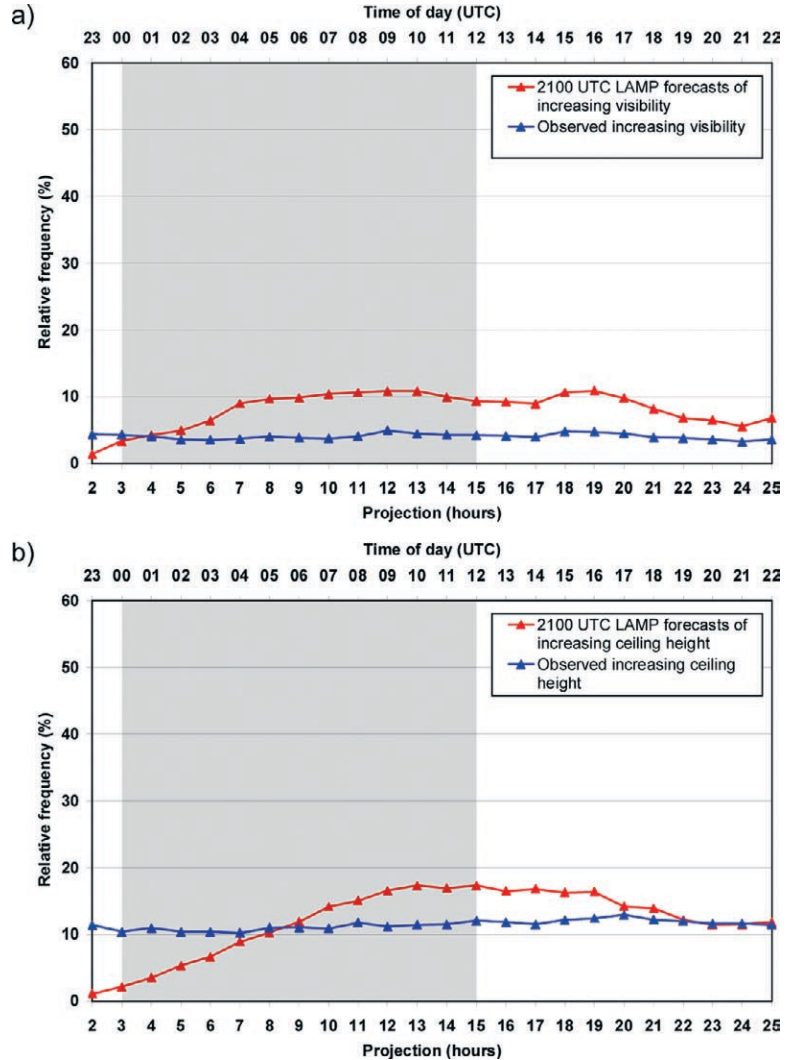 a)
Time of day (UTC)
23 00 01 02 03 04 05 06 07 08 09 10 11 12 13 14 15 16 17 18 19 20 21 22
60
50
40
30
20
10
0
Relative frequency (%)
2100 UTC LAMP forecasts of
increasing visibility
Observed increasing visibility
2 3 4 5 6 7 8 9 10 11 12 13 14 15 16 17 18 19 20 21 22 23 24 25
Projection (hours)
b)
Time of day (UTC)
23 00 01 02 03 04 05 06 07 08 09 10 11 12 13 14 15 16 17 18 19 20 21 22
60
50
40
30
20
10
0
Relative frequency (%)
2100 UTC LAMP forecasts of
increasing ceiling height
Observed increasing ceiling
height
2 3 4 5 6 7 8 9 10 11 12 13 14 15 16 17 18 19 20 21 22 23 24 25
Projection (hours)